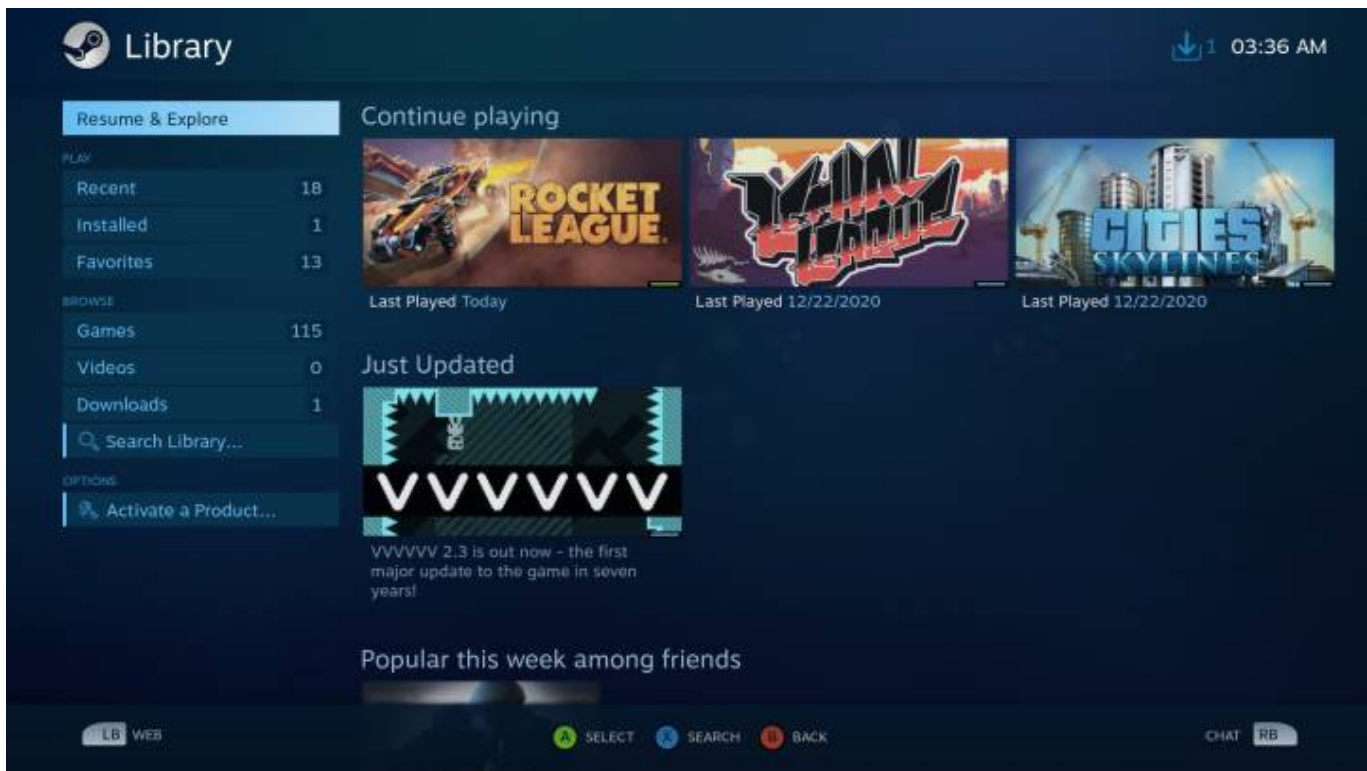 Library
1 03:36 AM
Resume & Explore
PLAY
Recent 18
Installed 1
Favorites 13
BROWSE
Games 115
Videos 0
Downloads 1
Search Library...
OPTIONS
Activate a Product...
Continue playing
ROCKET
LEAGUE
Last Played Today
LETHAL
LEAGUE
Last Played 12/22/2020
CITIES
SKYLINES
Last Played 12/22/2020
Just Updated
VVVVVV
VVVVVV 2.3 is out now - the first
major update to the game in seven
years!
Popular this week among friends
LB WEB
A SELECT X SEARCH B BACK
CHAT RB